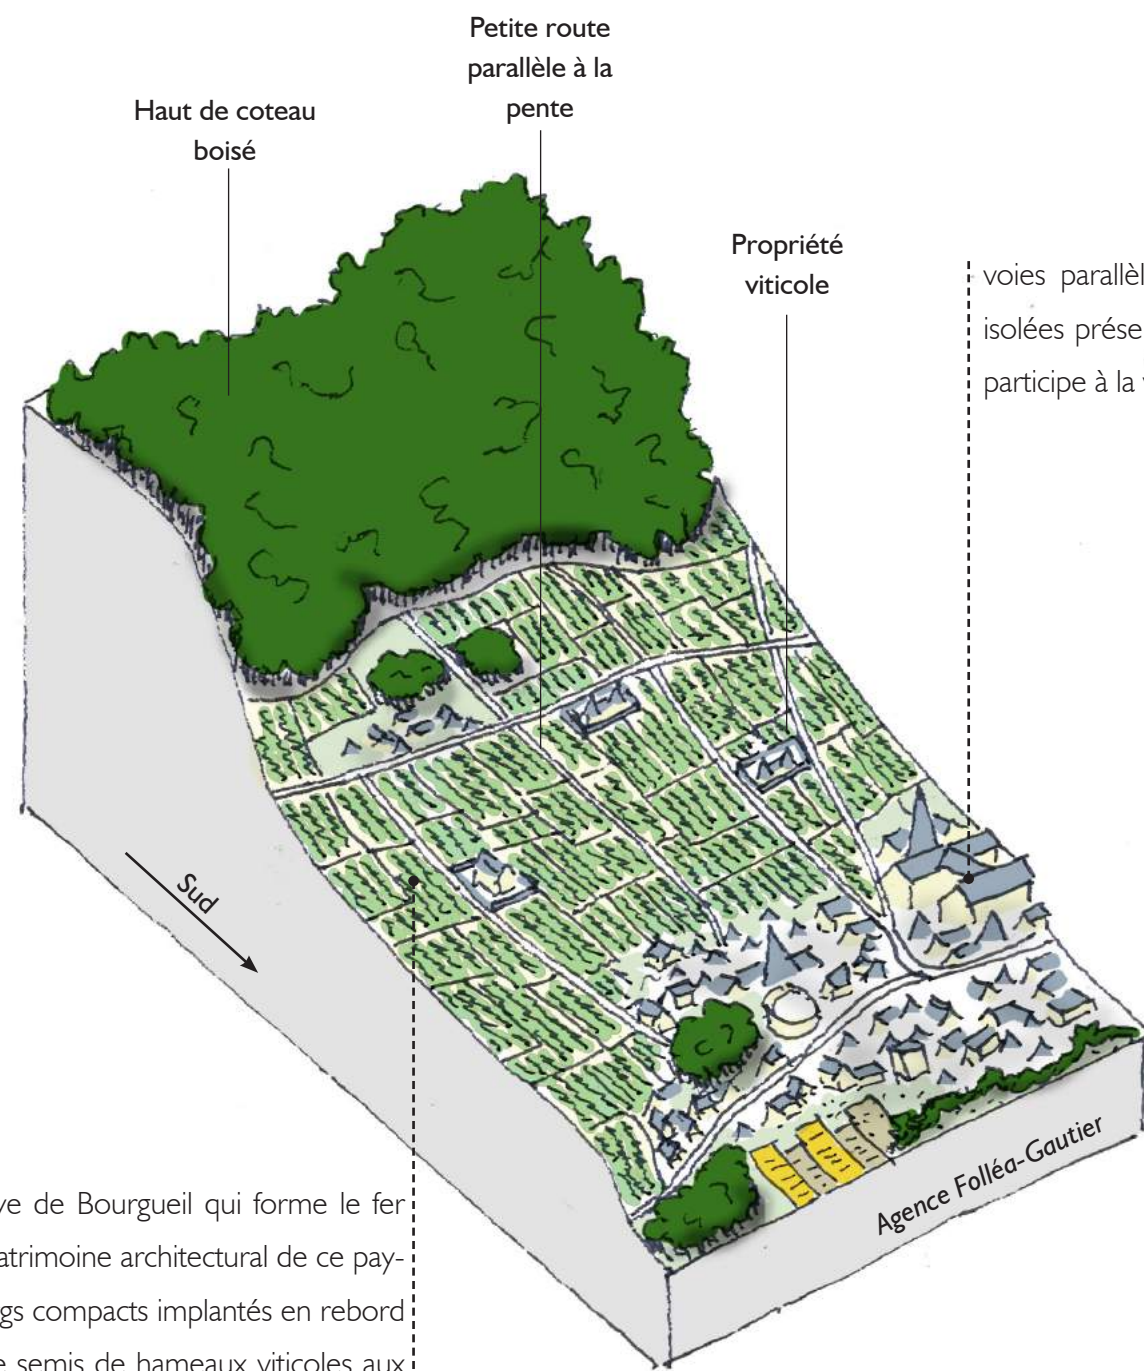 Petite route
parallèle à la
pente
Haut de coteau
boisé
Propriété
viticole
voies parallèl
isolées prése
participe à la
Sud
Agence Folléa-Gautier
ve de Bourgueil qui forme le fer
atrimoine architectural de ce pay-
gs compacts implantés en rebord
semis de hameaux viticoles aux